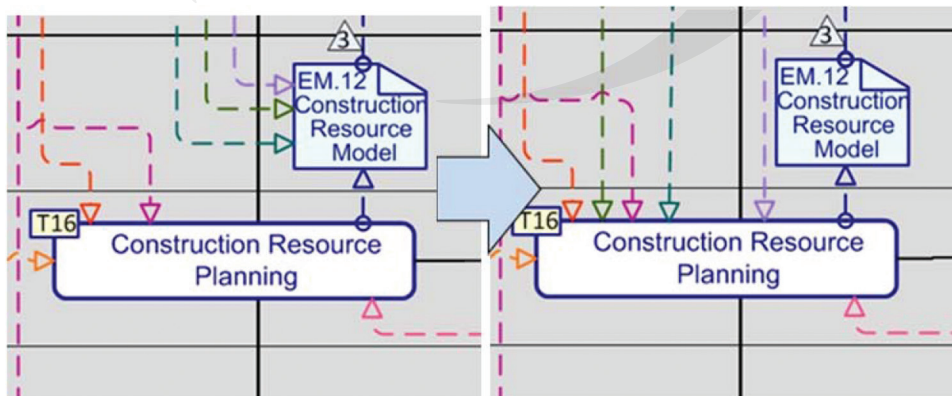 3
EM.12
Construction
Resource
Model
T16
Construction Resource
Planning
3
EM.12
Construction
Resource
Model
T16
Construction Resource
Planning